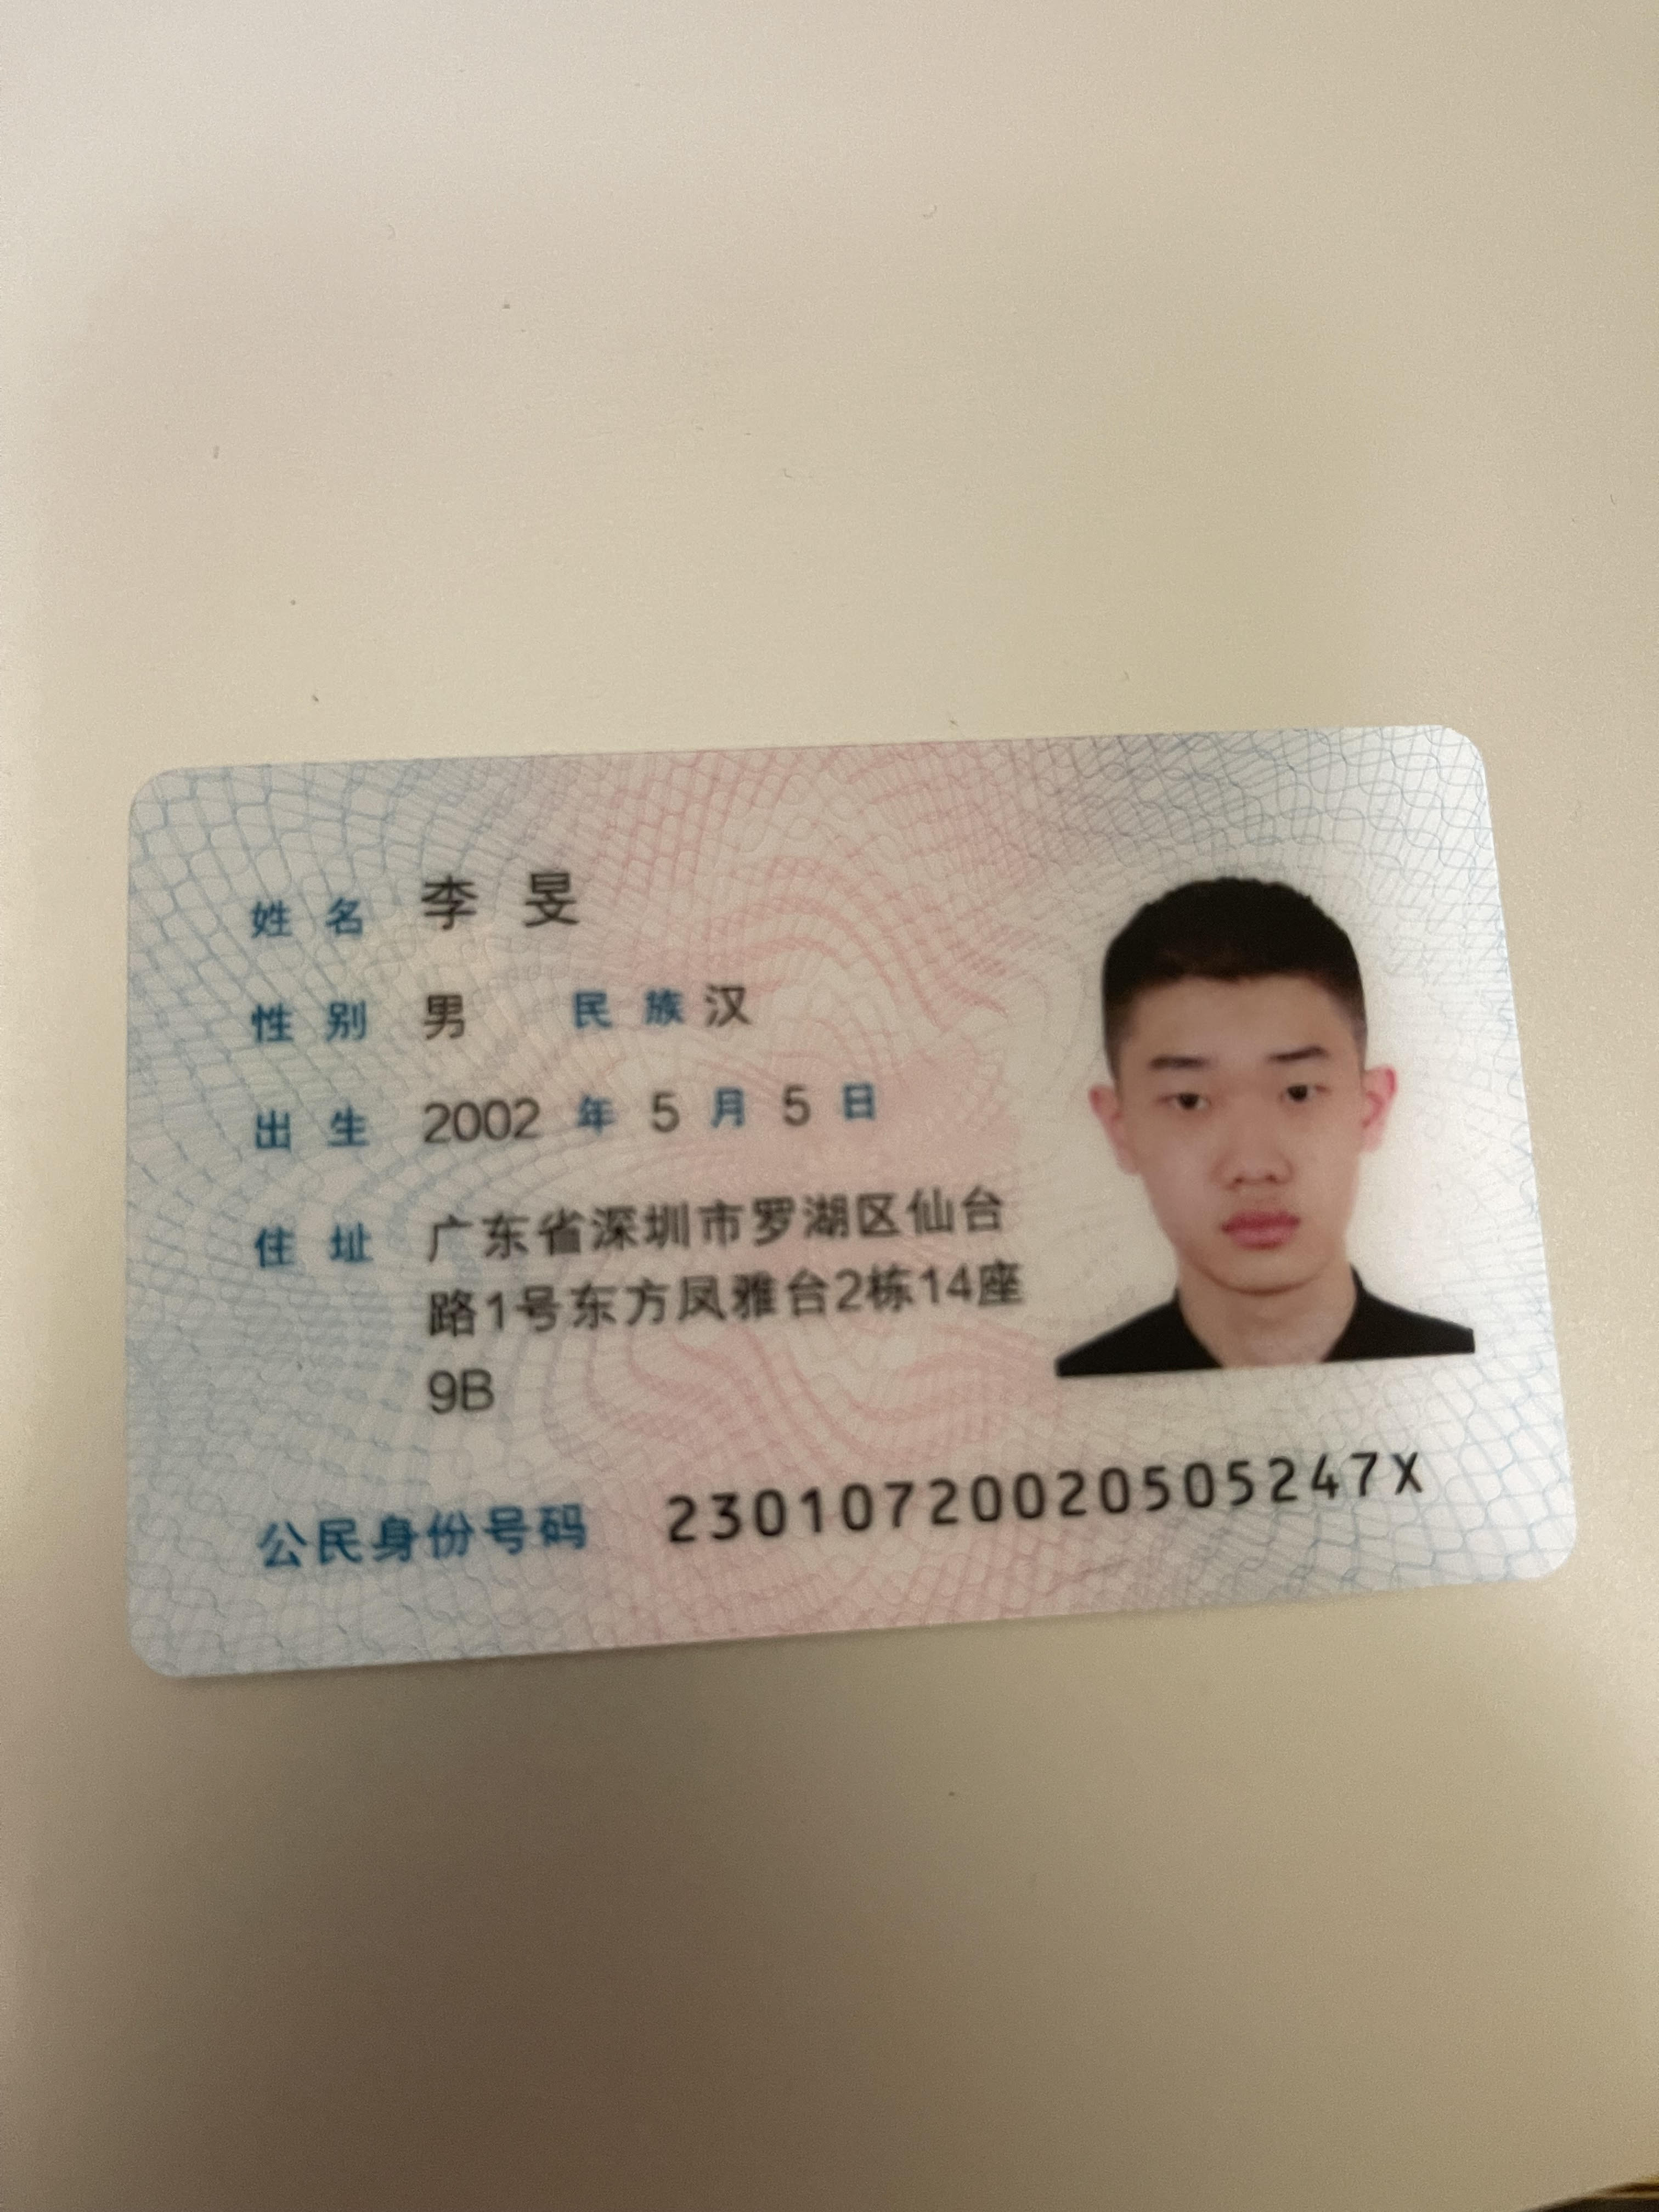 姓名 李旻
性别 男 民族 汉
出生 2002 年 5 月 5 日
住址 广东省深圳市罗湖区仙台
路1号东方凤雅台2栋14座
9B
公民身份号码 23010720020505247X